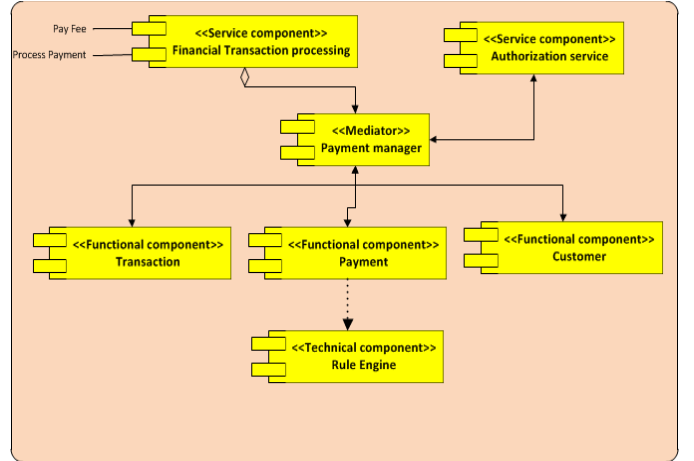 Pay Fee
Process Payment
<<Service component>>
Financial Transaction processing
<<Service component>>
Authorization service
<<Mediator>>
Payment manager
<<Functional component>>
Transaction
<<Functional component>>
Payment
<<Functional component>>
Customer
<<Technical component>>
Rule Engine